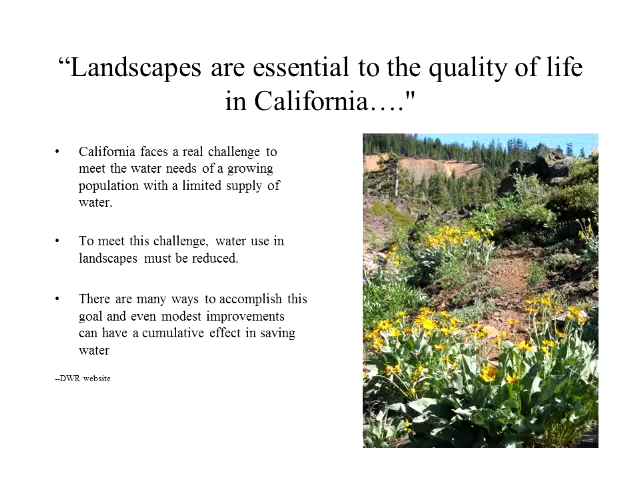 “Landscapes are essential to the quality of life
in California…."
• California faces a real challenge to
meet the water needs of a growing
population with a limited supply of
water.
• To meet this challenge, water use in
landscapes must be reduced.
• There are many ways to accomplish this
goal and even modest improvements
can have a cumulative effect in saving
water
--DWR website